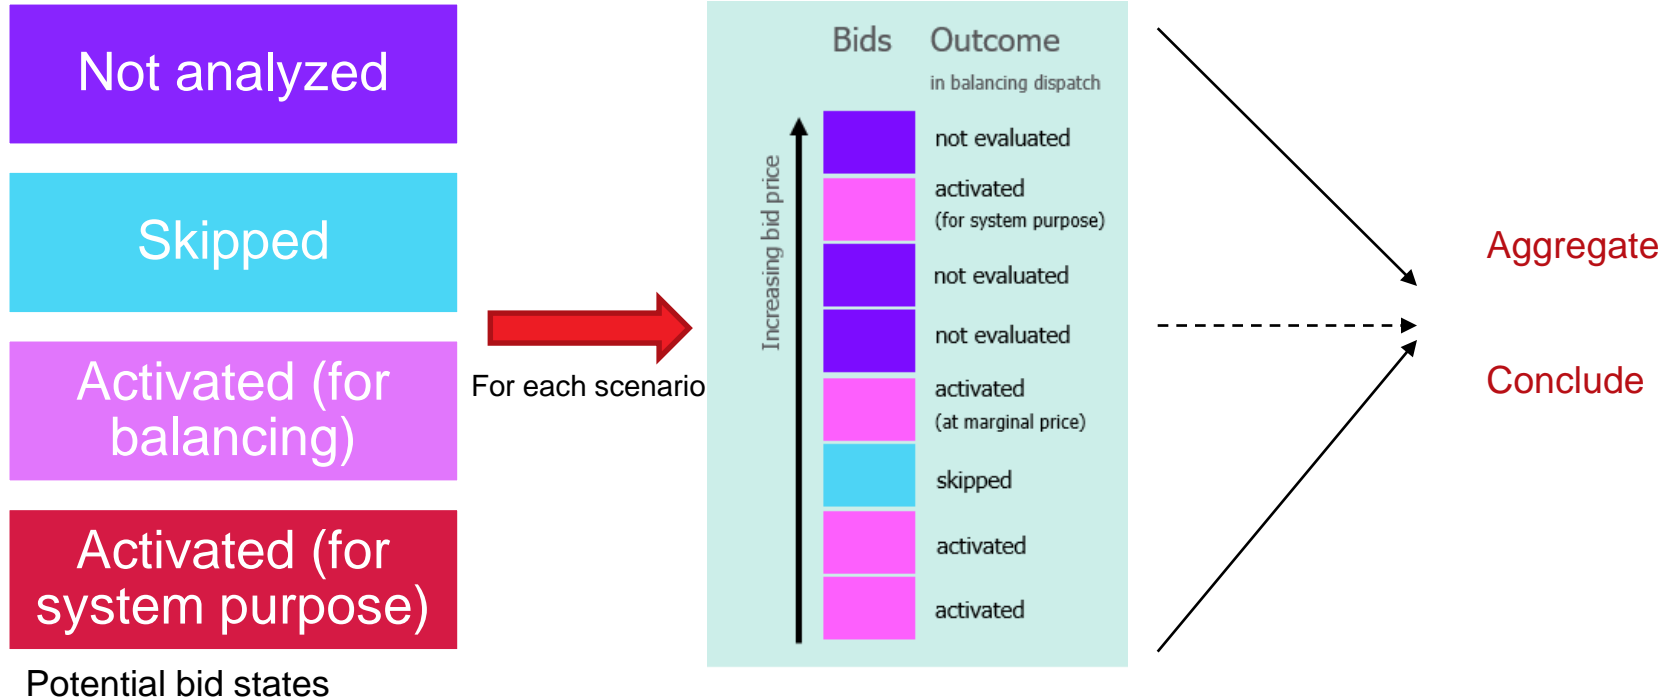 Not analyzed
Skipped
Activated (for
balancing)
Activated (for
system purpose)
Potential bid states
For each scenario
Bids Outcome
in balancing dispatch
Increasing bid price
not evaluated
activated
(for system purpose)
not evaluated
not evaluated
activated
(at marginal price)
skipped
activated
activated
Aggregate
Conclude